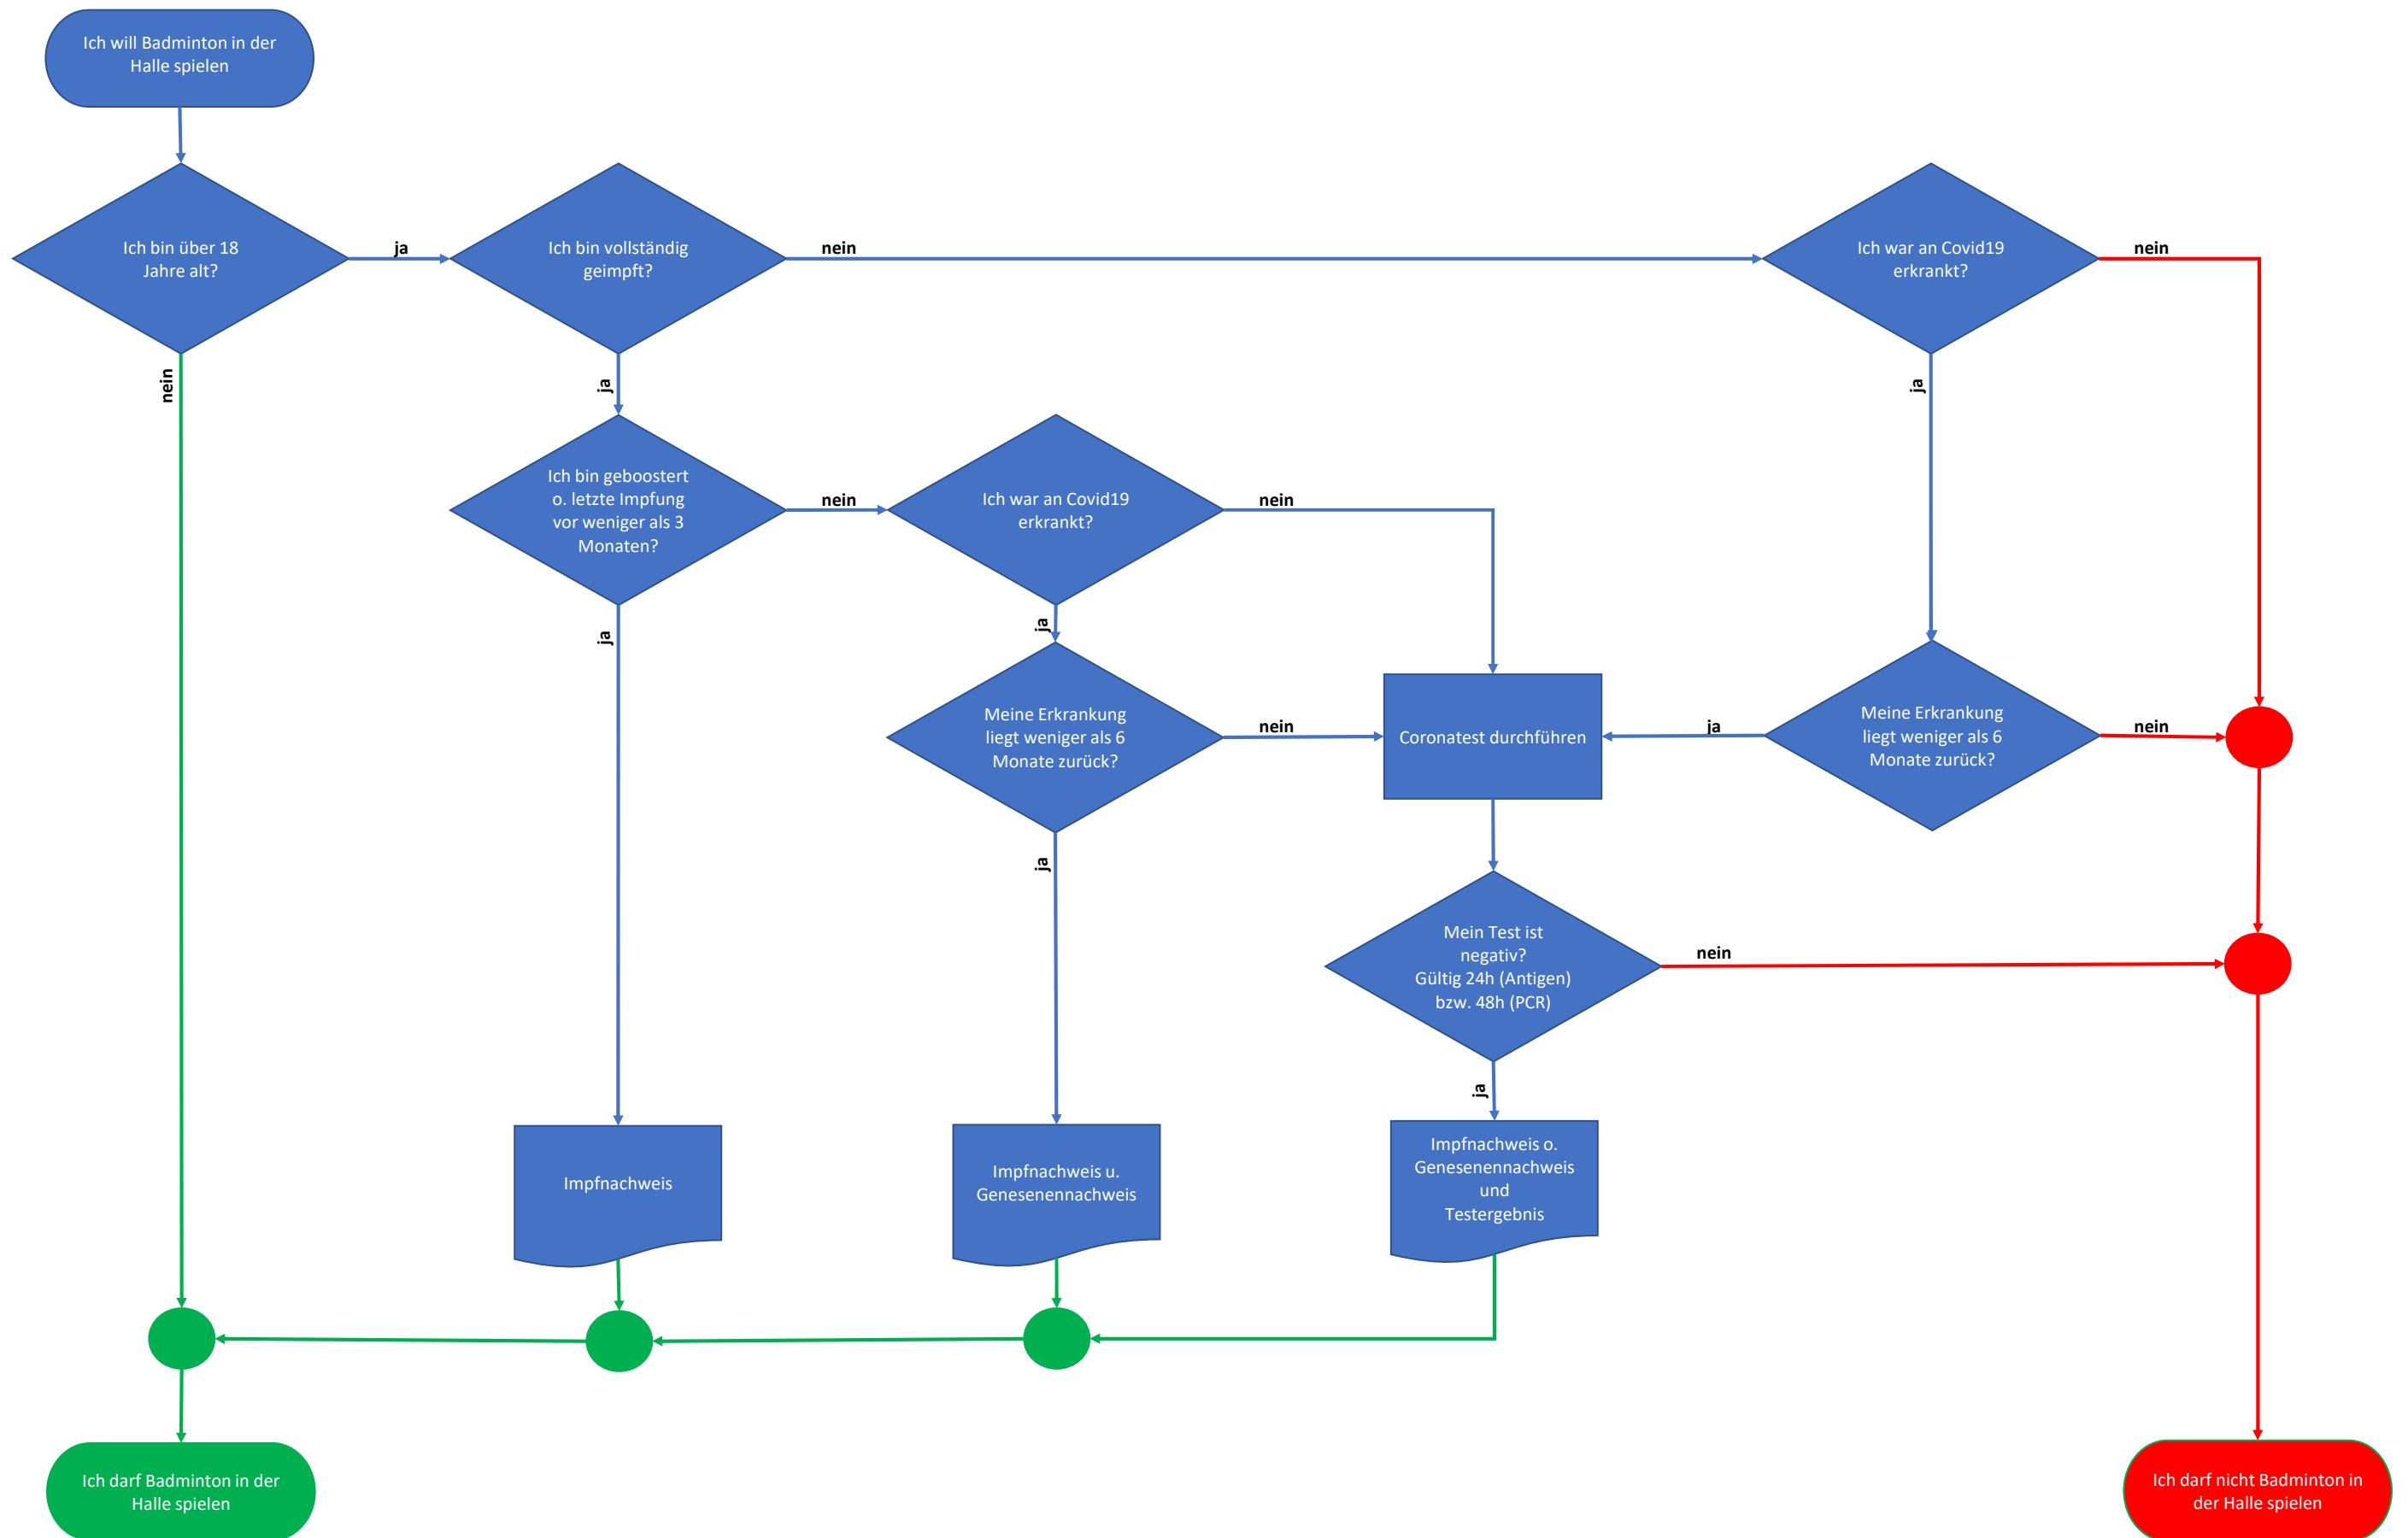 Ich will Badminton in der
Halle spielen
Ich bin über 18
Jahre alt?
ja
Ich bin vollständig
geimpft?
nein
Ich war an Covid19
erkrankt?
nein
nein
ja
ja
Ich bin geboostert
o. letzte Impfung
vor weniger als 3
Monaten?
nein
Ich war an Covid19
erkrankt?
nein
ja
ja
Meine Erkrankung
liegt weniger als 6
Monate zurück?
nein
Coronatest durchführen
ja
Meine Erkrankung
liegt weniger als 6
Monate zurück?
nein
ja
Mein Test ist
negativ?
Gültig 24h (Antigen)
bzw. 48h (PCR)
nein
ja
Impfnachweis
Impfnachweis u.
Genesenennachweis
Impfnachweis o.
Genesenennachweis
und
Testergebnis
Ich darf Badminton in der
Halle spielen
Ich darf nicht Badminton in
der Halle spielen